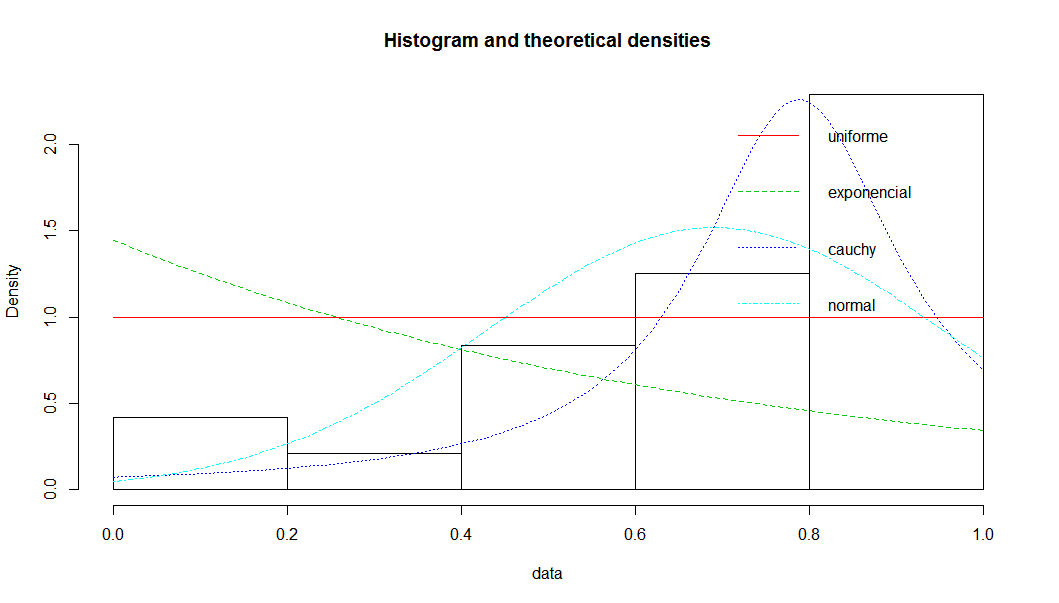 Histogram and theoretical densities
Density
2.0
1.5
1.0
0.5
0.0
uniforme
exponencial
cauchy
normal
0.0 0.2 0.4 0.6 0.8 1.0
data